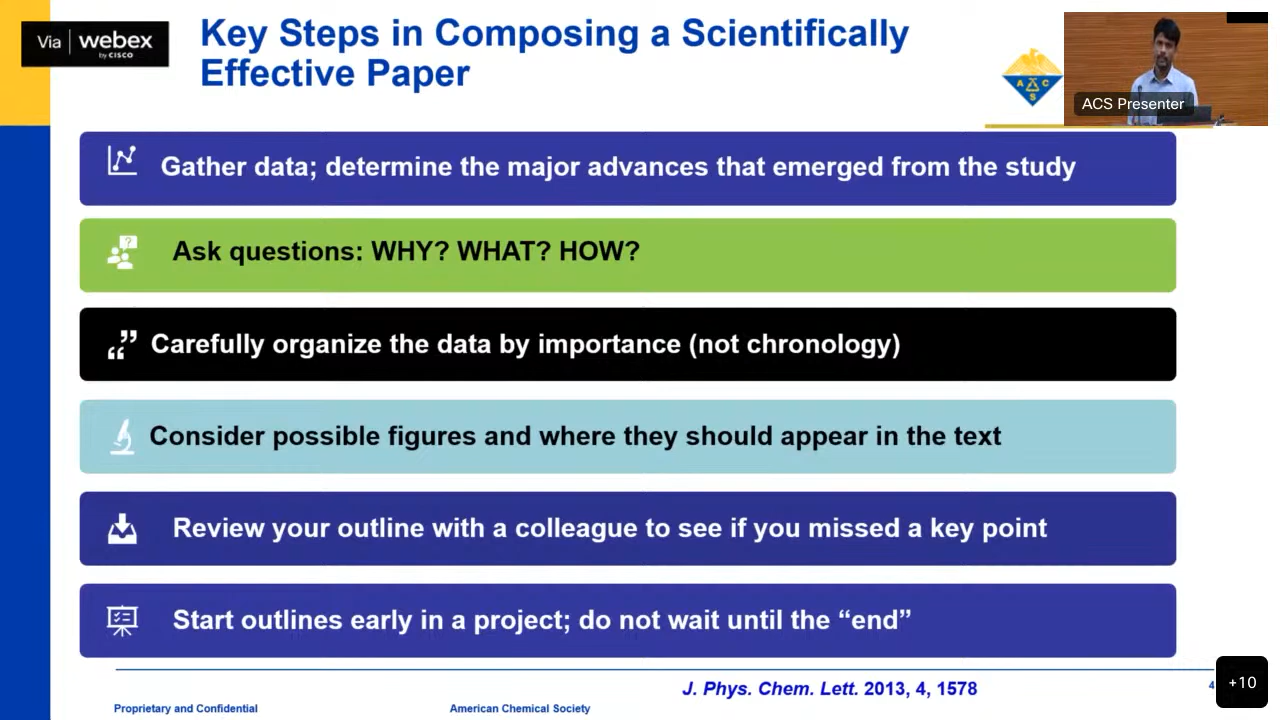 Via webex
by CISCO
Key Steps in Composing a Scientifically
Effective Paper
A C
S
ACS Presenter
Gather data; determine the major advances that emerged from the study
?
Ask questions: WHY? WHAT? HOW?
Carefully organize the data by importance (not chronology)
Consider possible figures and where they should appear in the text
Review your outline with a colleague to see if you missed a key point
Start outlines early in a project; do not wait until the “end”
J. Phys. Chem. Lett. 2013, 4, 1578
4
+10
Proprietary and Confidential
American Chemical Society